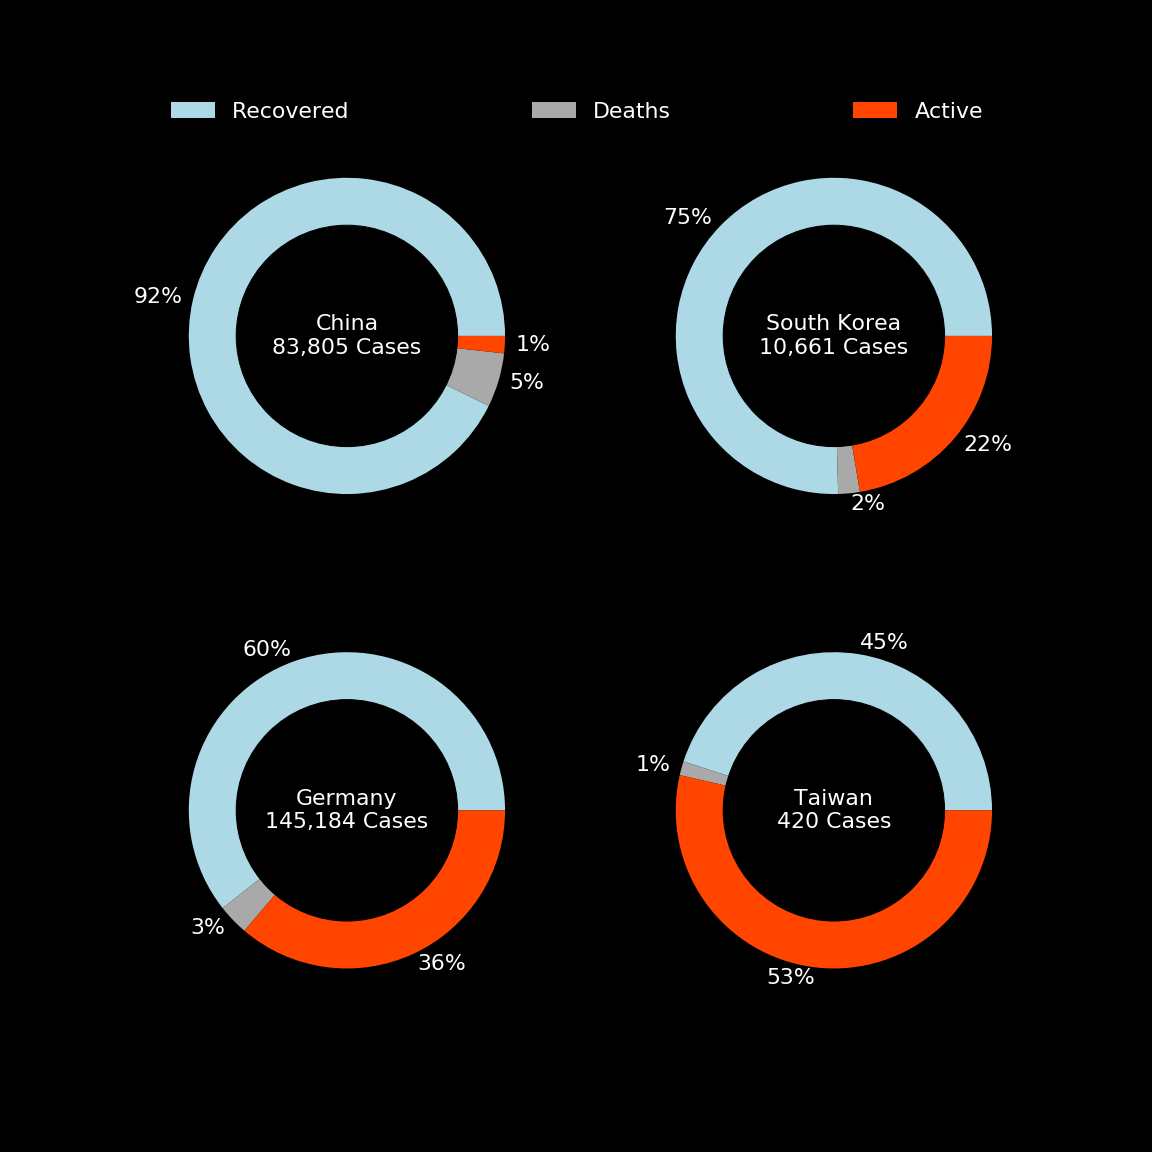 Recovered
Deaths
Active
92%
China
83,805 Cases
1%
5%
75%
South Korea
10,661 Cases
22%
2%
60%
Germany
145,184 Cases
3%
36%
45%
1%
Taiwan
420 Cases
53%